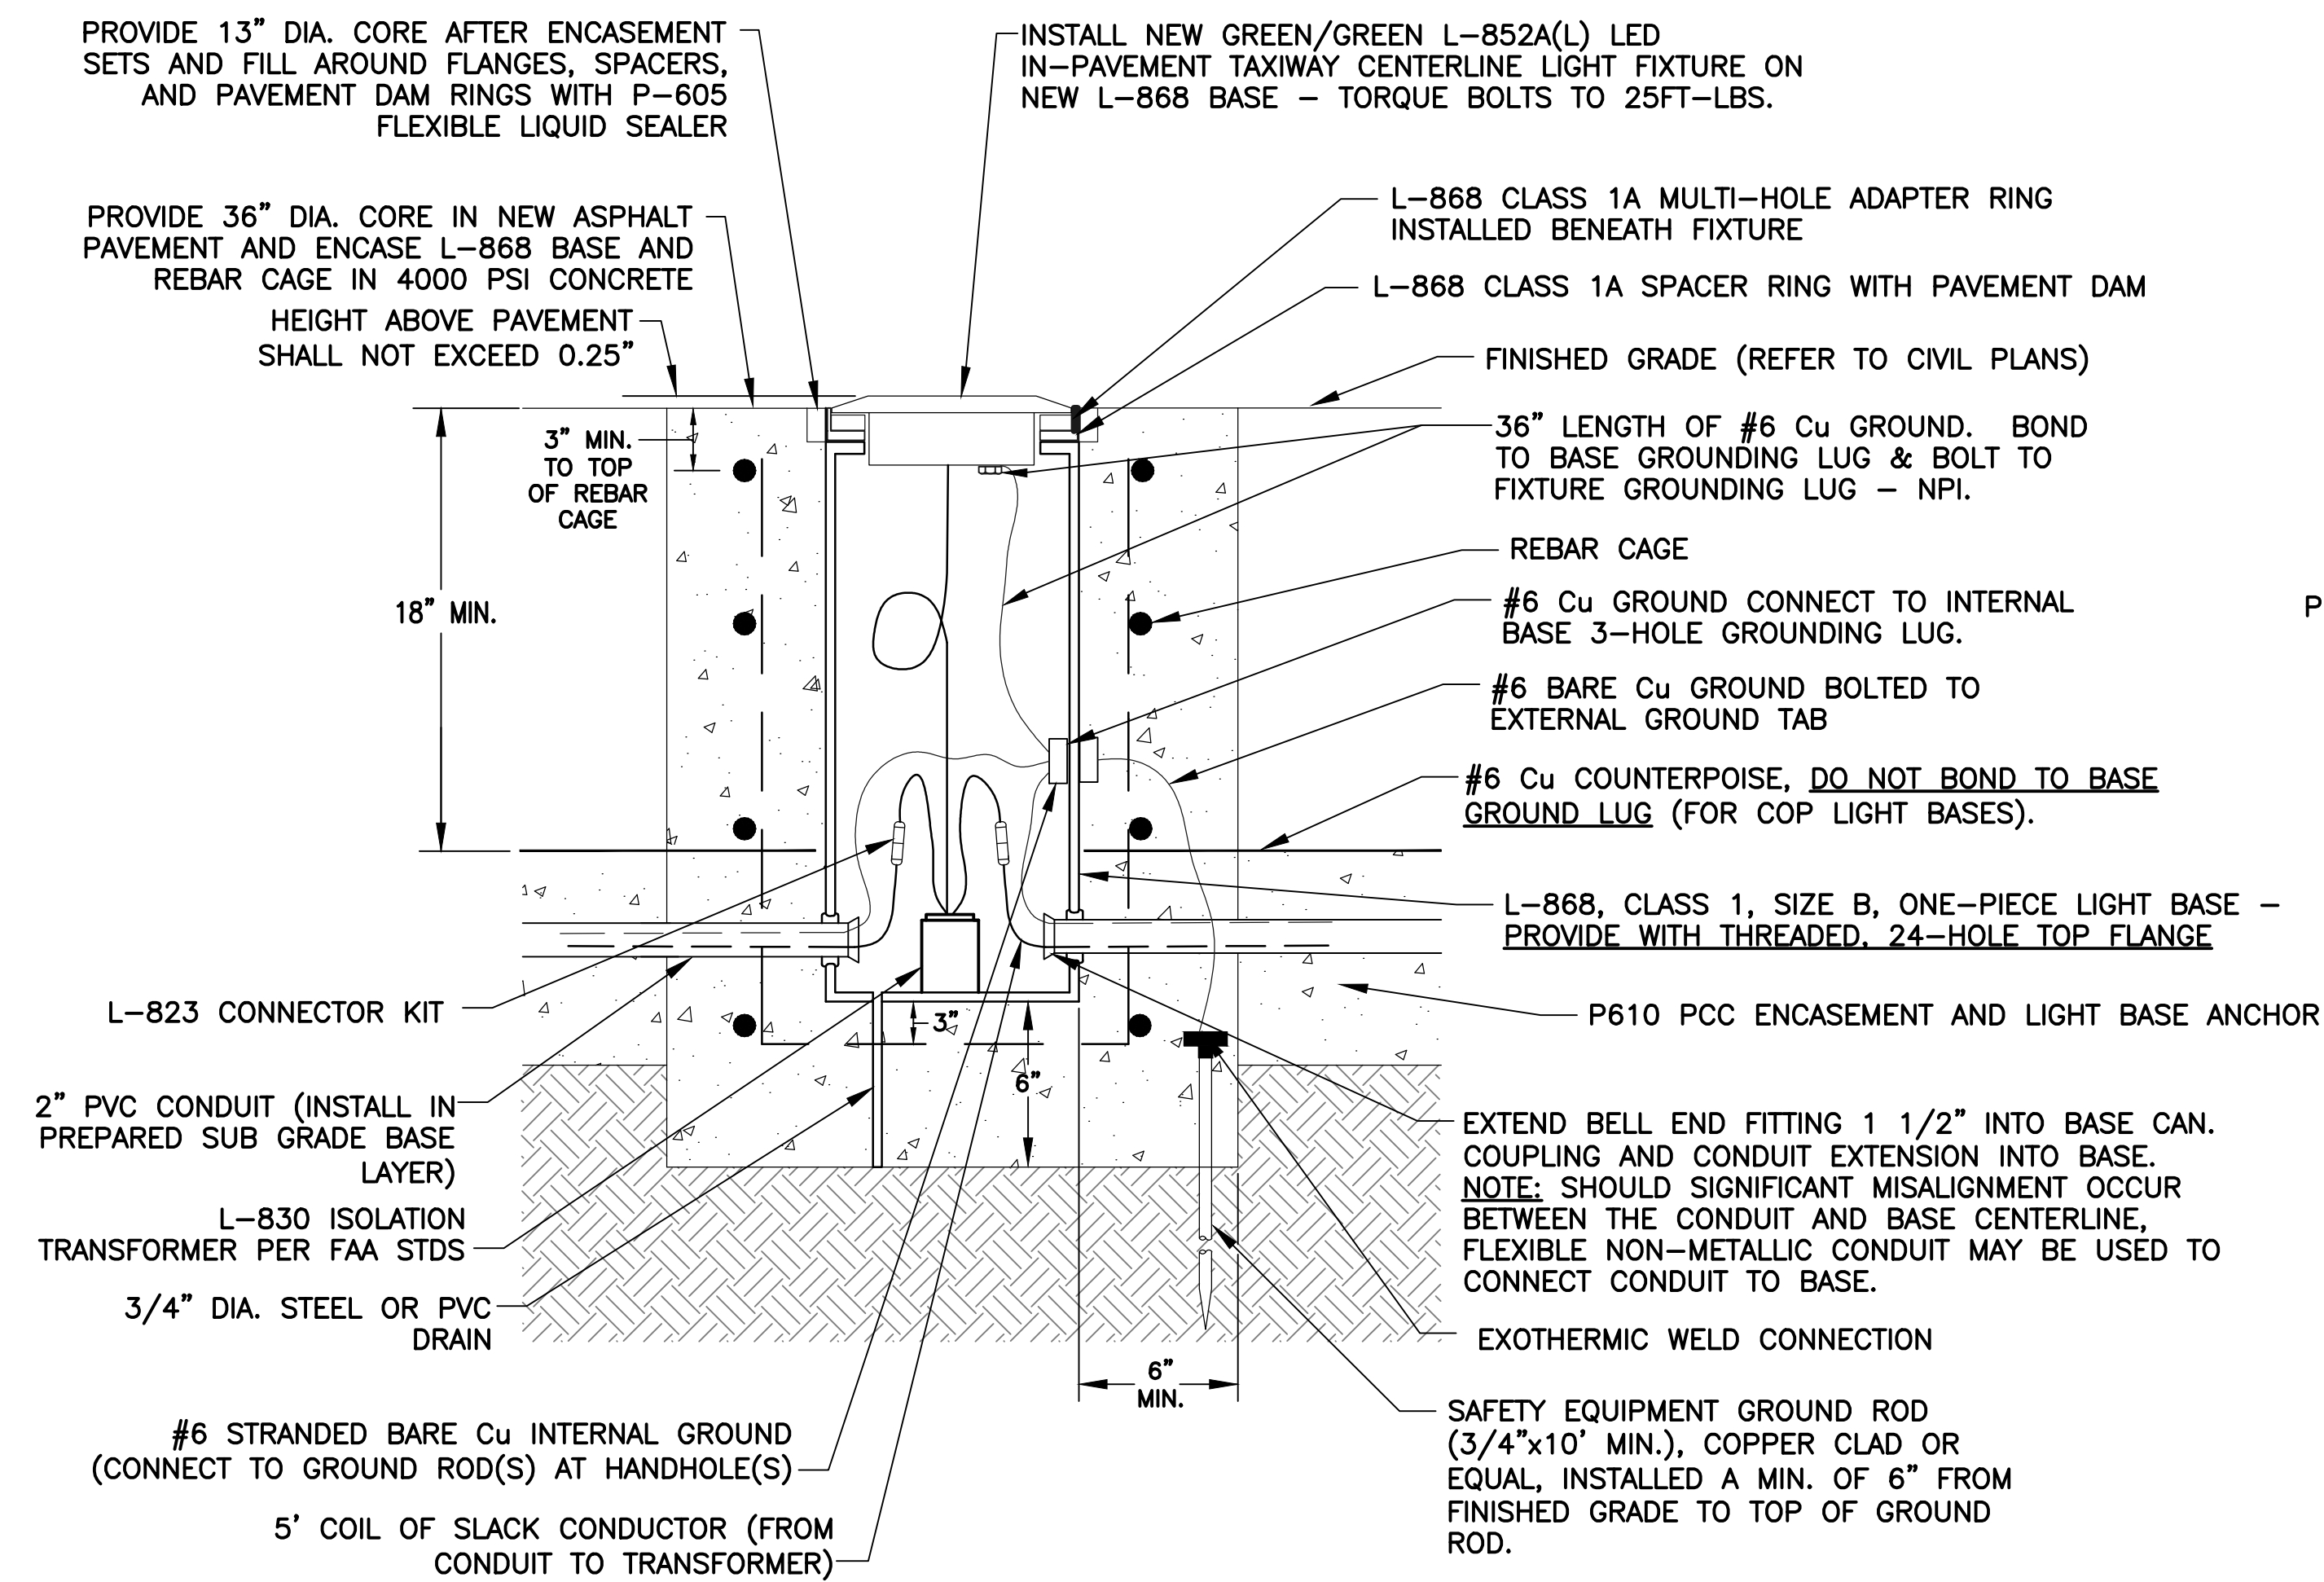 PROVIDE 13” DIA. CORE AFTER ENCASEMENT
SETS AND FILL AROUND FLANGES, SPACERS,
AND PAVEMENT DAM RINGS WITH P-605
FLEXIBLE LIQUID SEALER
INSTALL NEW GREEN/GREEN L-852A(L) LED
IN-PAVEMENT TAXIWAY CENTERLINE LIGHT FIXTURE ON
NEW L-868 BASE - TORQUE BOLTS TO 25FT-LBS.
PROVIDE 36” DIA. CORE IN NEW ASPHALT
PAVEMENT AND ENCASE L-868 BASE AND
REBAR CAGE IN 4000 PSI CONCRETE
HEIGHT ABOVE PAVEMENT
SHALL NOT EXCEED 0.25”
L-868 CLASS 1A MULTI-HOLE ADAPTER RING
INSTALLED BENEATH FIXTURE
L-868 CLASS 1A SPACER RING WITH PAVEMENT DAM
FINISHED GRADE (REFER TO CIVIL PLANS)
3” MIN.
TO TOP
OF REBAR
CAGE
18” MIN.
36” LENGTH OF #6 Cu GROUND. BOND
TO BASE GROUNDING LUG & BOLT TO
FIXTURE GROUNDING LUG - NPI.
REBAR CAGE
#6 Cu GROUND CONNECT TO INTERNAL
BASE 3-HOLE GROUNDING LUG.
P
#6 BARE Cu GROUND BOLTED TO
EXTERNAL GROUND TAB
#6 Cu COUNTERPOISE, DO NOT BOND TO BASE
GROUND LUG (FOR COP LIGHT BASES).
L-868, CLASS 1, SIZE B, ONE-PIECE LIGHT BASE -
PROVIDE WITH THREADED, 24-HOLE TOP FLANGE
L-823 CONNECTOR KIT
3”
6”
P610 PCC ENCASEMENT AND LIGHT BASE ANCHOR
2” PVC CONDUIT (INSTALL IN
PREPARED SUB GRADE BASE
LAYER)
L-830 ISOLATION
TRANSFORMER PER FAA STDS
3/4” DIA. STEEL OR PVC
DRAIN
EXTEND BELL END FITTING 1 1/2” INTO BASE CAN.
COUPLING AND CONDUIT EXTENSION INTO BASE.
NOTE: SHOULD SIGNIFICANT MISALIGNMENT OCCUR
BETWEEN THE CONDUIT AND BASE CENTERLINE,
FLEXIBLE NON-METALLIC CONDUIT MAY BE USED TO
CONNECT CONDUIT TO BASE.
EXOTHERMIC WELD CONNECTION
6”
MIN.
#6 STRANDED BARE Cu INTERNAL GROUND
(CONNECT TO GROUND ROD(S) AT HANDHOLE(S)
5’ COIL OF SLACK CONDUCTOR (FROM
CONDUIT TO TRANSFORMER)
SAFETY EQUIPMENT GROUND ROD
(3/4”x10’ MIN.), COPPER CLAD OR
EQUAL, INSTALLED A MIN. OF 6” FROM
FINISHED GRADE TO TOP OF GROUND
ROD.